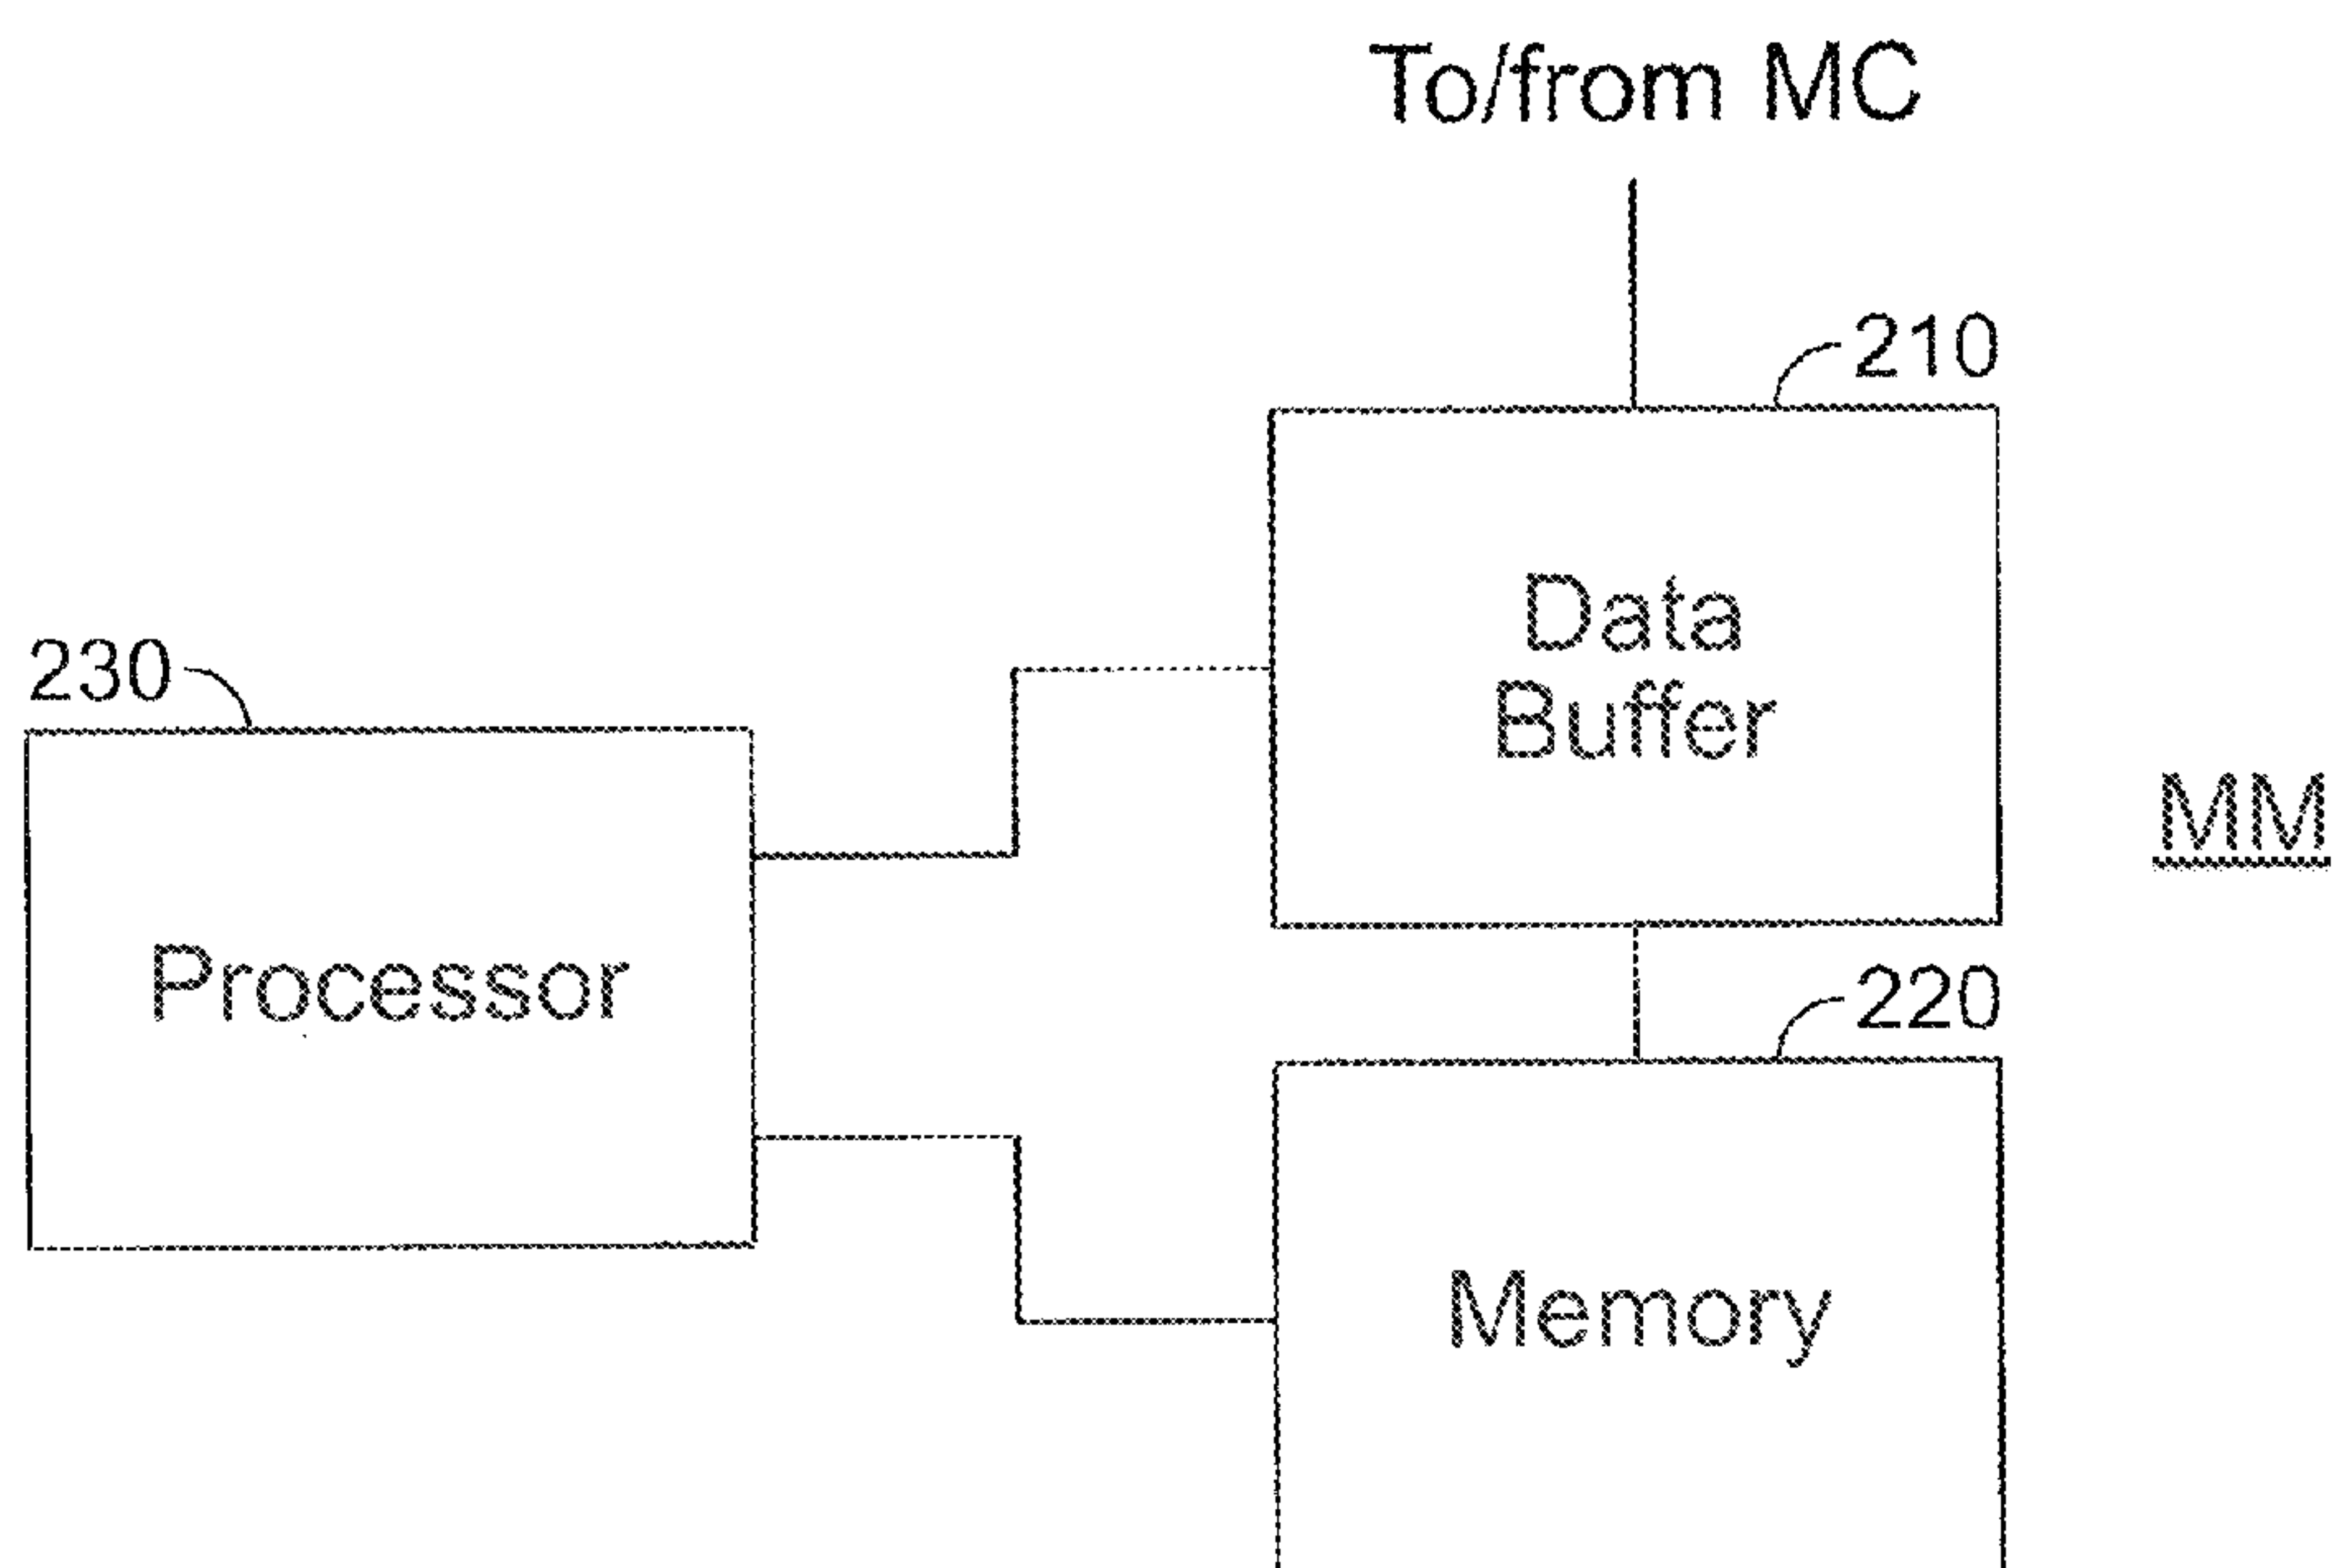 To/from MC
210
Data
Buffer
230
MM
Processor
220
Memory